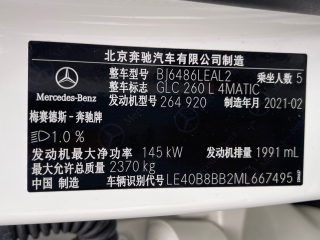 北京奔驰汽车有限公司制造
整车型号 BJ6486LEAL2 乘坐人数 5
整车型号 GLC 260 L 4MATIC
发动机型号 264 920 制造年月 2021-02
Mercedes-Benz
梅赛德斯－奔驰牌
1.0 %
发动机最大净功率 145 kW 发动机排量 1991 mL
最大允许总质量 2370 kg
中国 制造 车辆识别代号 LE40B8BB2ML667495